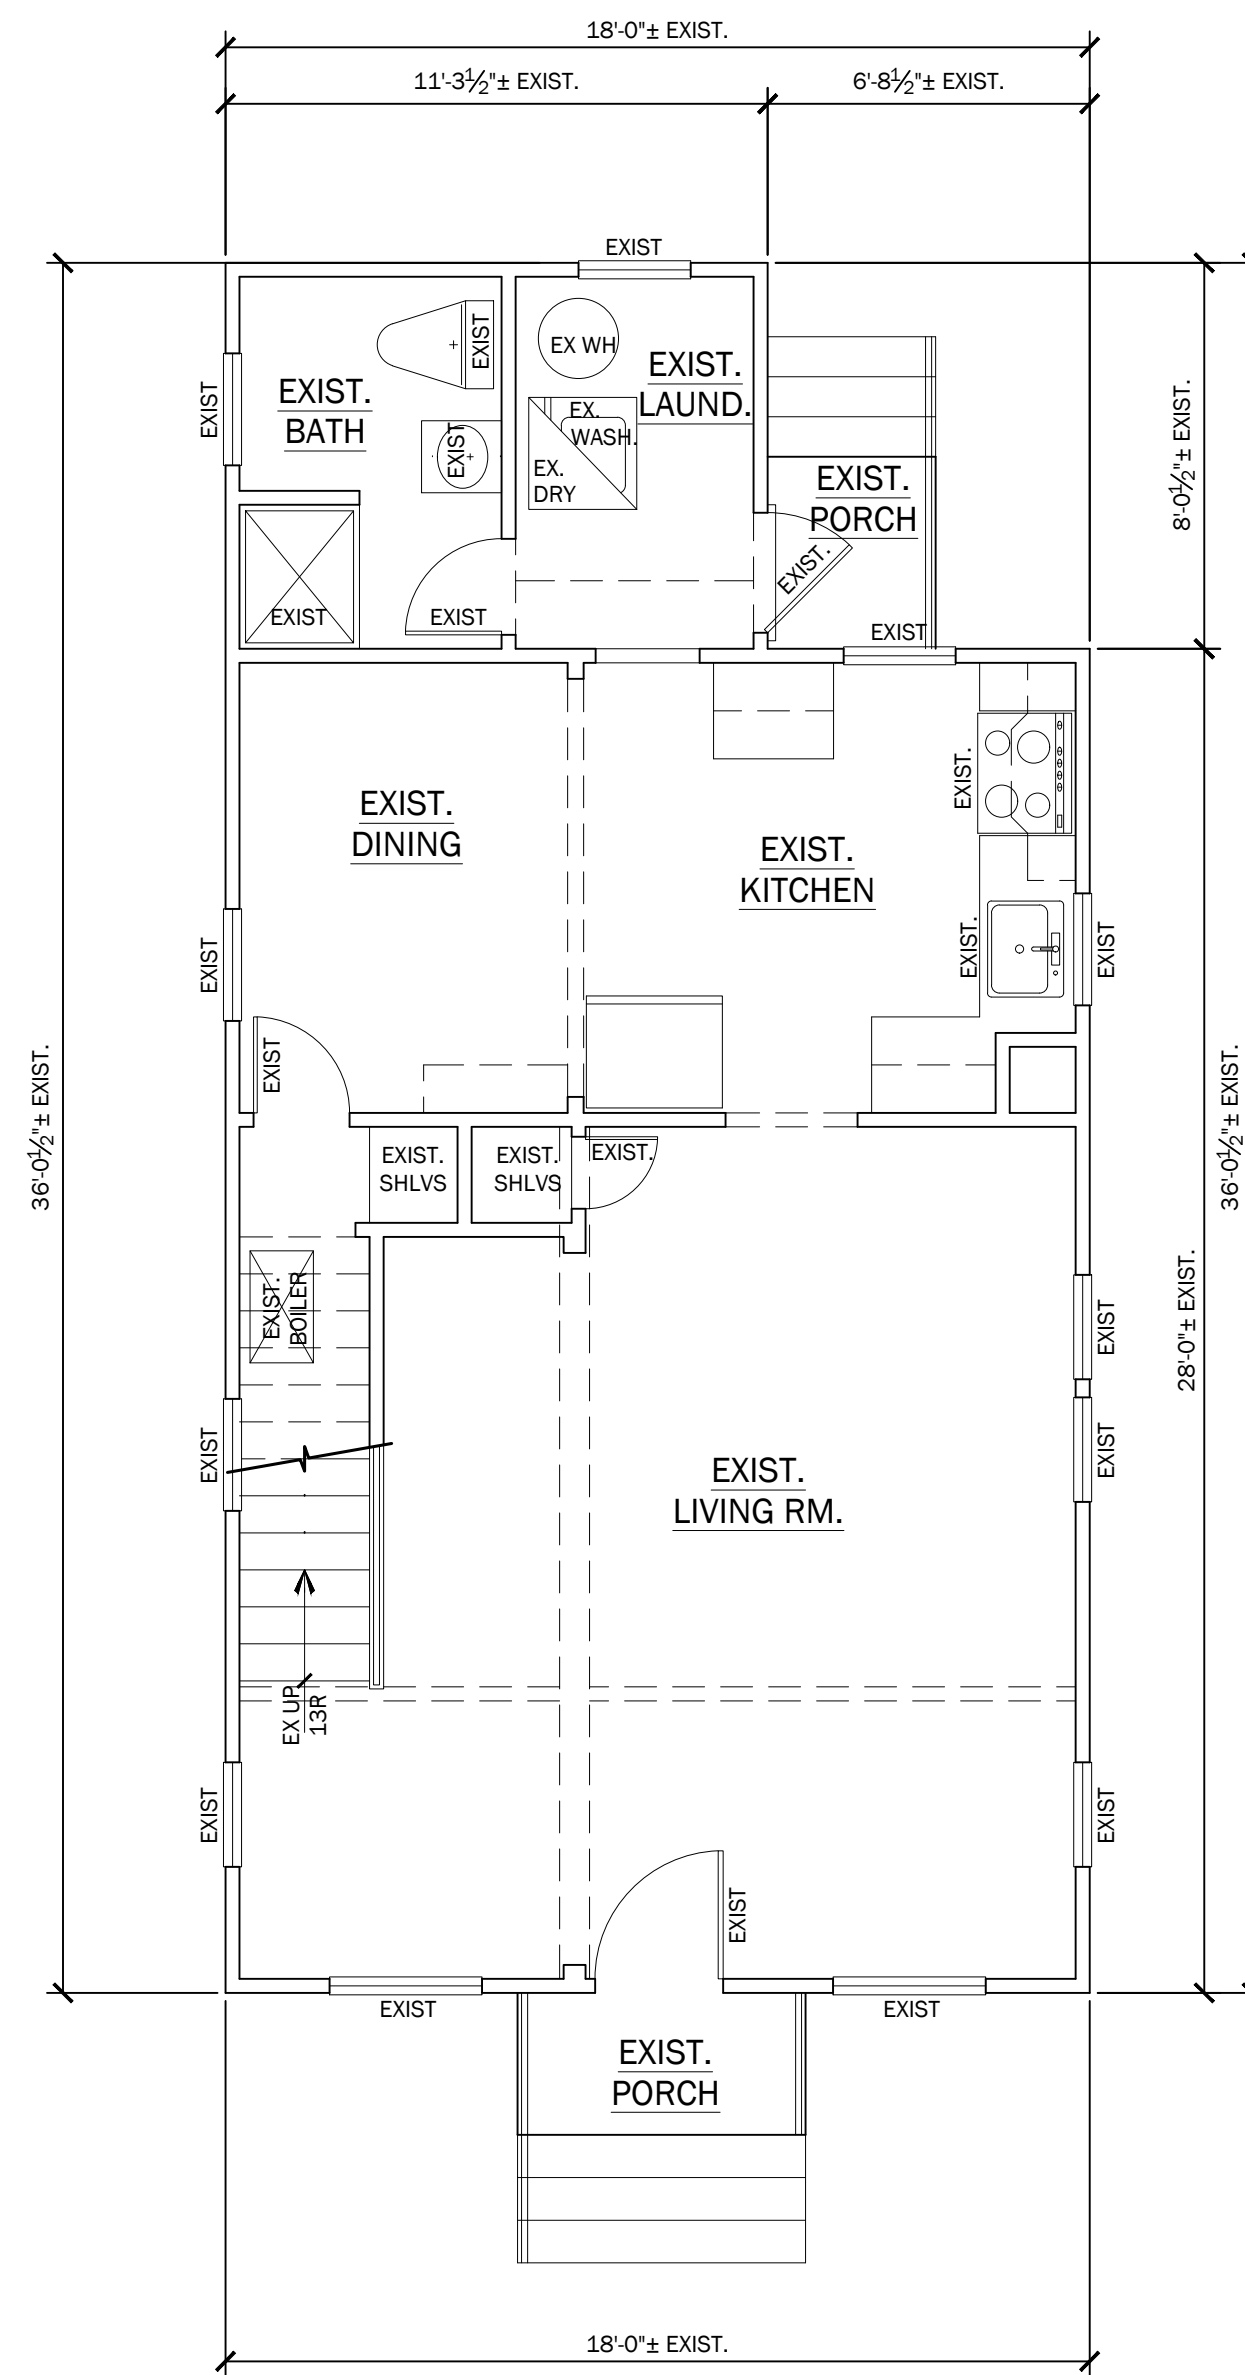 18'-0"± EXIST.
11'-3½"± EXIST.
6'-8½"± EXIST.
EXIST
EXIST
EX WH
EXIST.
LAUND.
EXIST.
BATH
EXIST
EX.
WASH.
EX.
DRY
EXIST
8'-0½"± EXIST.
EXIST.
PORCH
EXIST.
EXIST
EXIST
EXIST
EXIST.
EXIST.
DINING
EXIST.
KITCHEN
EXIST
EXIST.
EXIST
EXIST
36'-0½"± EXIST.
36'-0½"± EXIST.
EXIST.
SHLVS
EXIST.
SHLVS
EXIST.
EXIST.
BOILER
EXIST
28'-0"± EXIST.
EXIST
EXIST
EXIST.
LIVING RM.
EX UP
13R
EXIST
EXIST
EXIST
EXIST
EXIST
EXIST.
PORCH
18'-0"± EXIST.